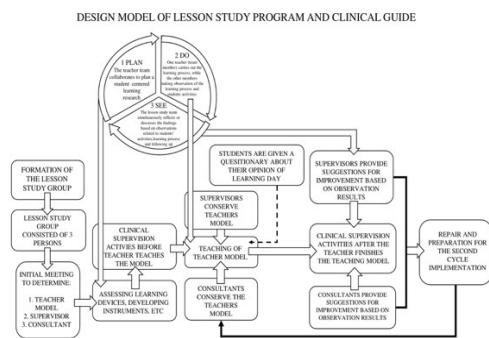 DESIGN MODEL OF LESSON STUDY PROGRAM AND CLINICAL GUIDE
1 PLAN
The teacher team
collaborates to plan a
student- centered
learning
research.
2 DO
One teacher (team
member) carries out the
learning process, while
the other members
making observation of
the learning process and
students activities
3 SEE
The lesson study team
simultaneously reflects or
discusses the findings
based on observations
related to student's
activities,learning process
and following up
FORMATION OF
THE LESSON
STUDY GROUP
LESSON STUDY
GROUP
CONSISTED OF 3
PERSONS
INITIAL MEETING
TO DETERMINE:
1. TEACHER
MODEL
2. SUPERVISOR
3. CONSULTANT
CLINICAL
SUPERVISION
ACTIVIES BEFORE
TEACHER TEACHES
THE MODEL
ASSESSING LEARNING
DEVICES, DEVELOPING
INSTRUMENTS, ETC
STUDENTS ARE GIVEN A
QUESTIONARY ABOUT
THEIR OPINION OF
LEARNING DAY
SUPERVISORS
CONSERVE
TEACHERS
MODEL
TEACHING OF
TEACHER MODEL
CONSULTANTS
CONSERVE THE
TEACHERS MODEL
SUPERVISORS PROVIDE
SUGGESTIONS FOR
IMPROVEMENT BASED
ON OBSERVATION
RESULTS
CLINICAL SUPERVISION
ACTIVITIES AFTER THE
TEACHER FINISHES
THE TEACHING MODEL
CONSULTANTS PROVIDE
SUGGESTIONS FOR
IMPROVEMENT BASED ON
OBSERVATION RESULTS
REPAIR AND
PREPARATION FOR
THE SECOND
CYCLE
IMPLEMENTATION